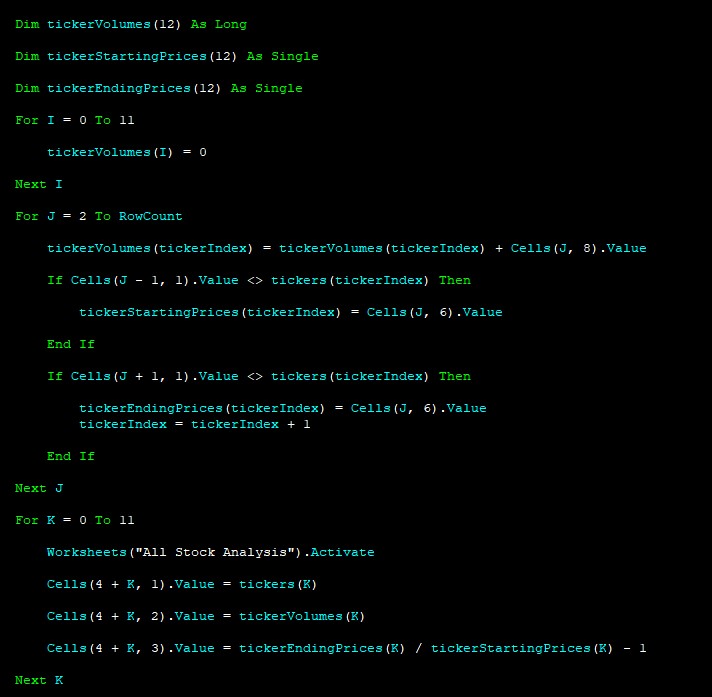 Dim tickerVolumes(12) As Long
Dim tickerStartingPrices(12) As Single
Dim tickerEndingPrices(12) As Single
For I = 0 To 11
    tickerVolumes(I) = 0
Next I
For J = 2 To RowCount
    tickerVolumes(tickerIndex) = tickerVolumes(tickerIndex) + Cells(J, 8).Value
    If Cells(J - 1, 1).Value <> tickers(tickerIndex) Then
        tickerStartingPrices(tickerIndex) = Cells(J, 6).Value
    End If
    If Cells(J + 1, 1).Value <> tickers(tickerIndex) Then
        tickerEndingPrices(tickerIndex) = Cells(J, 6).Value
        tickerIndex = tickerIndex + 1
    End If
Next J
For K = 0 To 11
    Worksheets("All Stock Analysis").Activate
    Cells(4 + K, 1).Value = tickers(K)
    Cells(4 + K, 2).Value = tickerVolumes(K)
    Cells(4 + K, 3).Value = tickerEndingPrices(K) / tickerStartingPrices(K) - 1
Next K